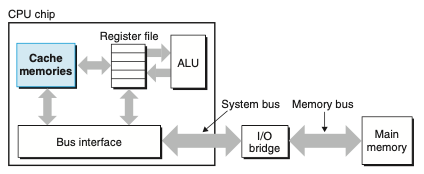 CPU chip
Register file
Cache
memories
ALU
System bus
Memory bus
Bus interface
I/O
bridge
Main
memory